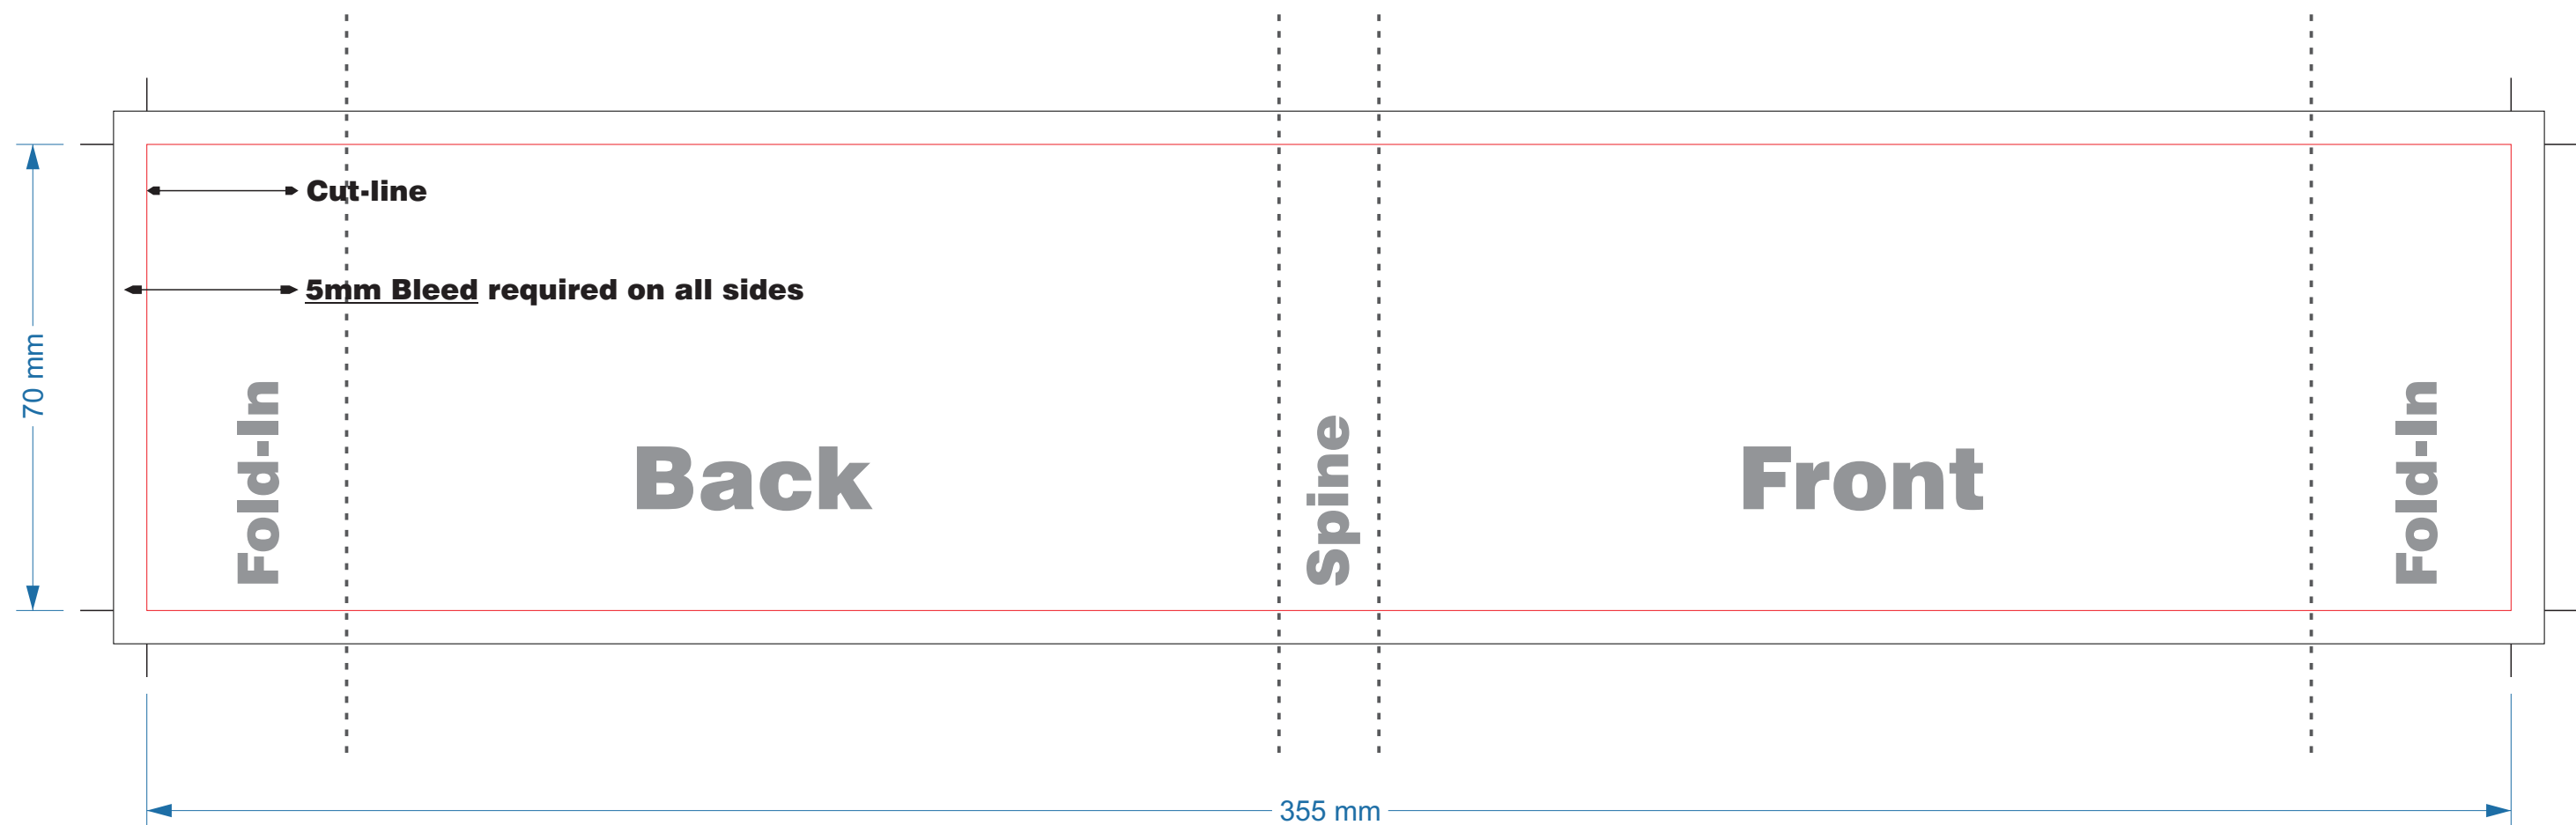 Cut-line
5mm Bleed required on all sides
70 mm
Fold-In
Back
Spine
Front
Fold-In
355 mm